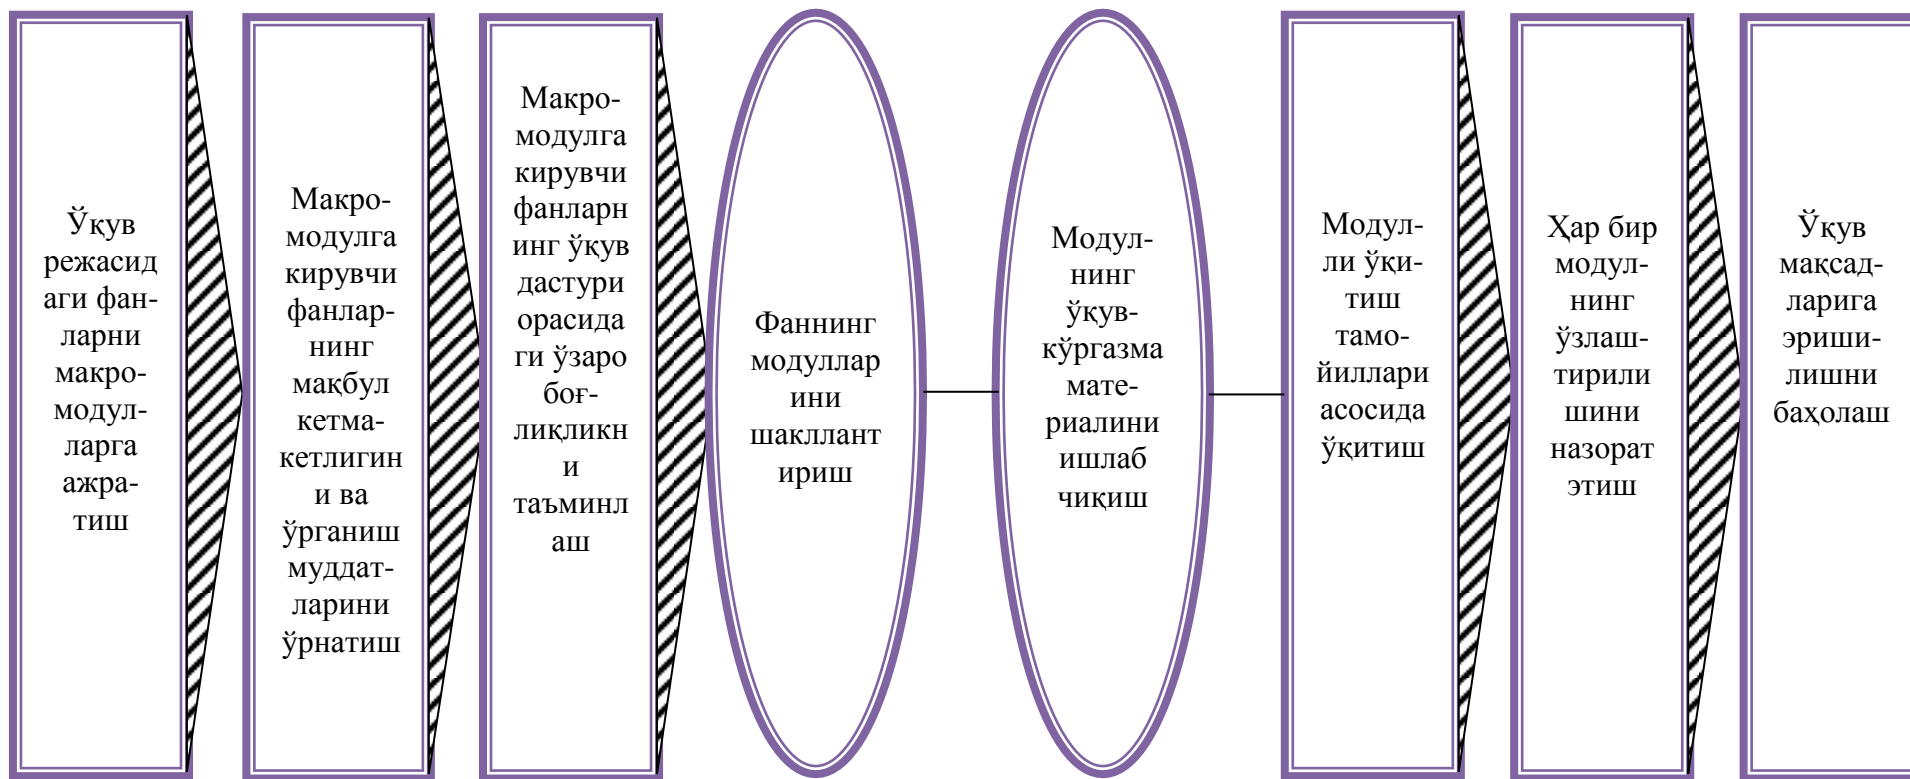 Ўқув
режасид
аги фан-
ларни
макро-
модул-
ларга
ажра-
тиш
Макро-
модулга
кирувчи
фанлар-
нинг
мақбул
кетма-
кетлигин
и ва
ўрганиш
муддат-
ларини
ўрнатиш
Макро-
модулга
кирувчи
фанларн
инг ўқув
дастури
орасида
ги ўзаро
боғ-
лиқликн
и
таъминл
аш
Фаннинг
модуллар
ини
шакллант
ириш
Модул-
нинг
ўқув-
кўргазма
мате-
риалини
ишлаб
чиқиш
Модул-
ли ўқи-
тиш
тамо-
йиллари
асосида
ўқитиш
Ҳар бир
модул-
нинг
ўзлаш-
тирили
шини
назорат
этиш
Ўқув
мақсад-
ларига
эриши-
лишни
баҳолаш